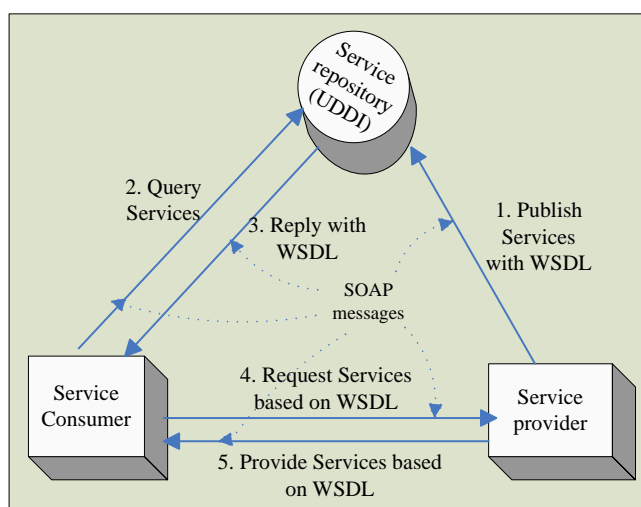 Service
repository
(UDDI)
2. Query
Services
3. Reply with
WSDL
1. Publish
Services
with WSDL
SOAP
messages
Service
Consumer
4. Request Services
based on WSDL
Service
provider
5. Provide Services based
on WSDL